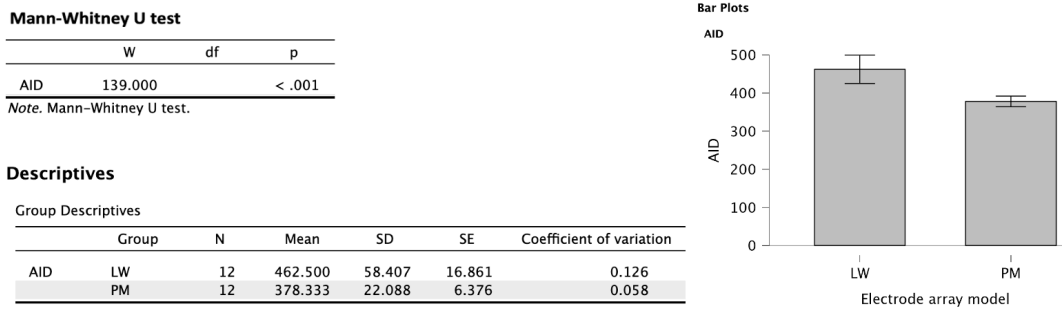 Mann-Whitney U test
W df p
AID 139.000 < .001
Note. Mann-Whitney U test.
Descriptives
Group Descriptives
Group N Mean SD SE Coefficient of variation
AID LW 12 462.500 58.407 16.861 0.126
PM 12 378.333 22.088 6.376 0.058
Bar Plots
AID
500
400
300
200
100
0
AID
LW PM
Electrode array model